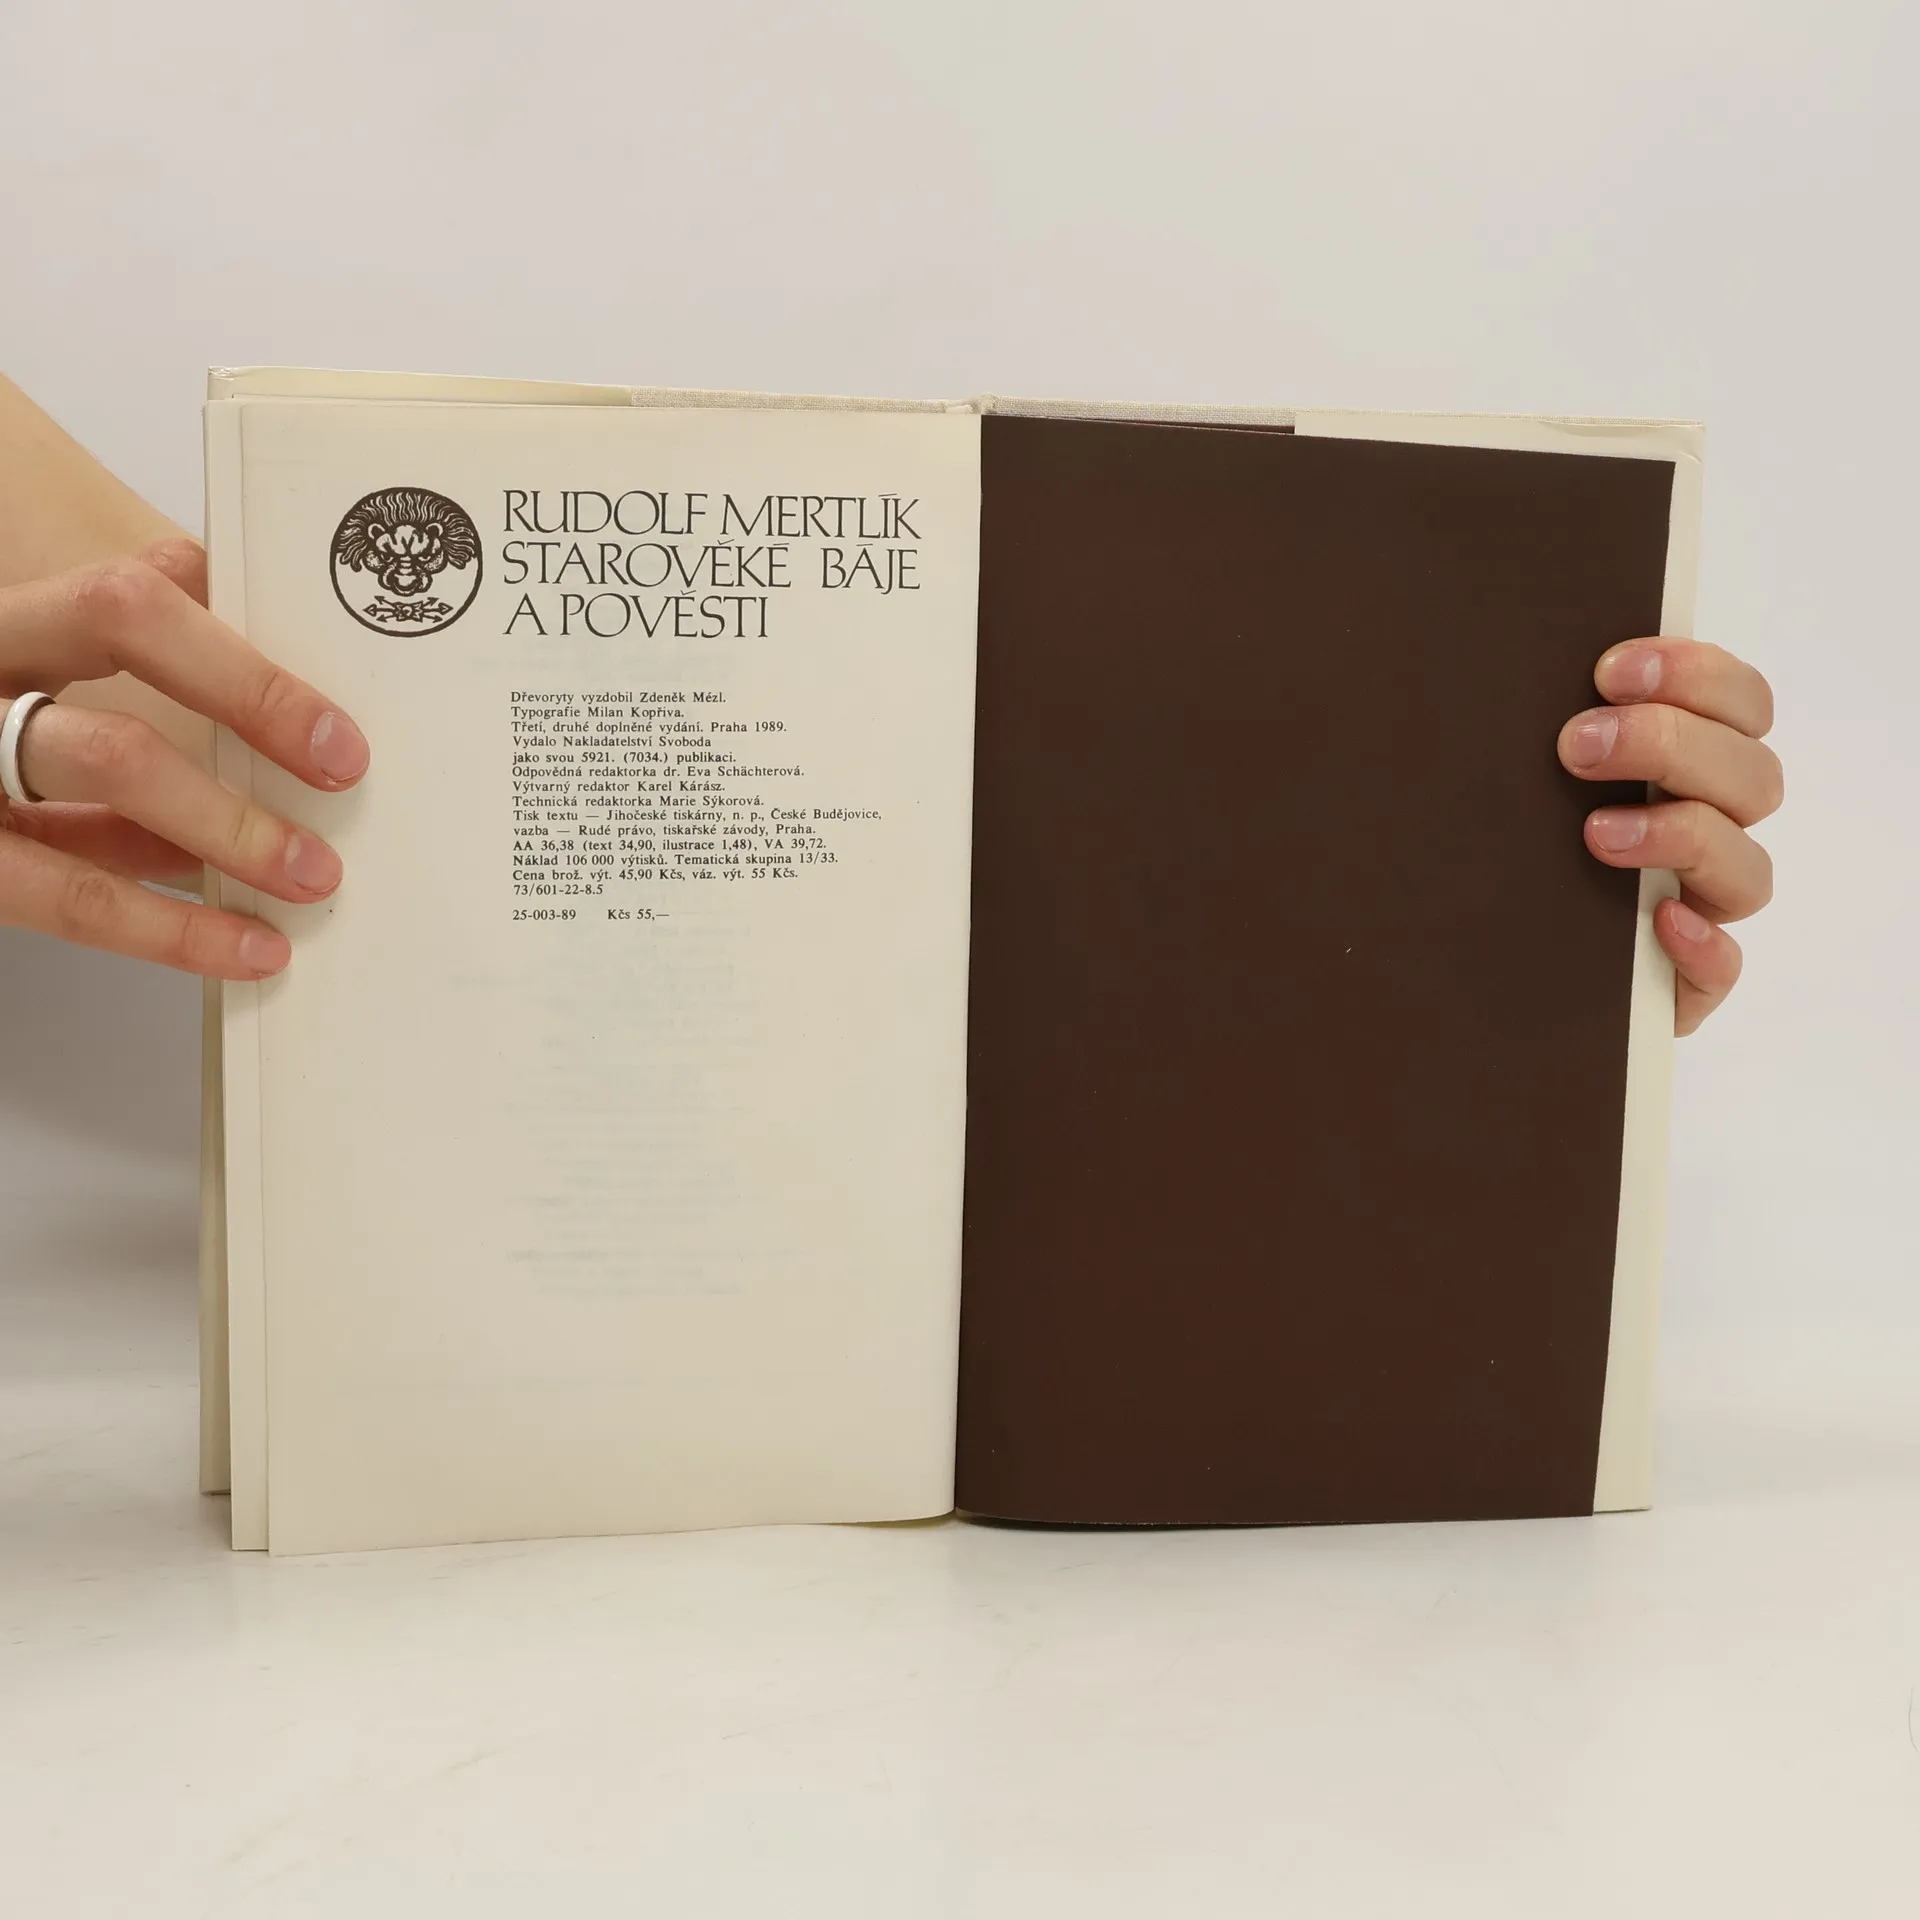 RUDOLF MERTLÍK
STAROVĚKÉ BÁJE
A POVĚSTI
Dřevoryty vyzdobil Zdeněk Mézl.
Typografie Milan Kopřiva.
Třetí, druhé doplněné vydání. Praha 1989.
Vydalo Nakladatelství Svoboda
jako svou 5921. (7034.) publikaci.
Odpovědná redaktorka dr. Eva Schächterová.
Výtvarný redaktor Karel Kárász.
Technická redaktorka Marie Sýkorová.
Tisk textu — Jihočeské tiskárny, n. p., České Budějovice,
vazba — Rudé právo, tiskařské závody, Praha.
AA 36,38 (text 34,90, ilustrace 1,48), VA 39,72.
Náklad 106 000 výtisků. Tematická skupina 13/33.
Cena brož. výt. 45,90 Kčs, váz. výt. 55 Kčs.
73/601-22-8.5
25-003-89 Kčs 55,—